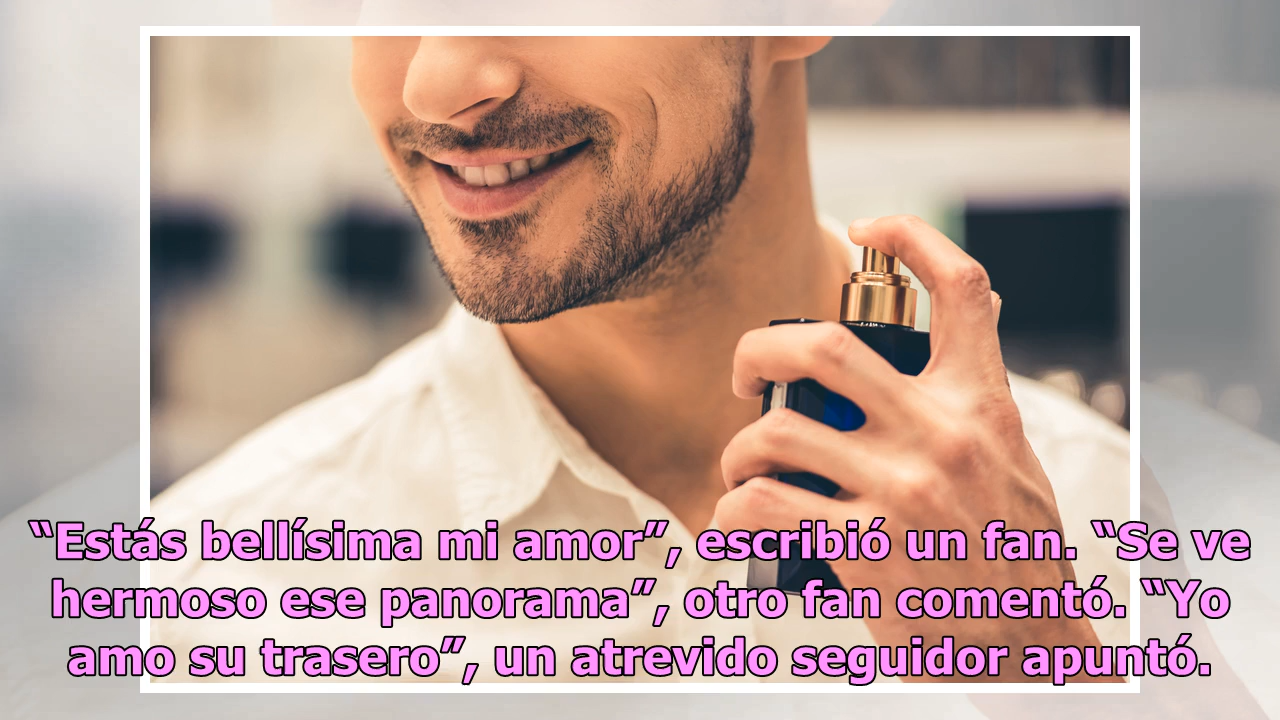 “Estás bellísima mi amor”, escribió un fan. “Se ve
hermoso ese panorama”, otro fan comentó. “Yo
amo su trasero”, un atrevido seguidor apuntó.